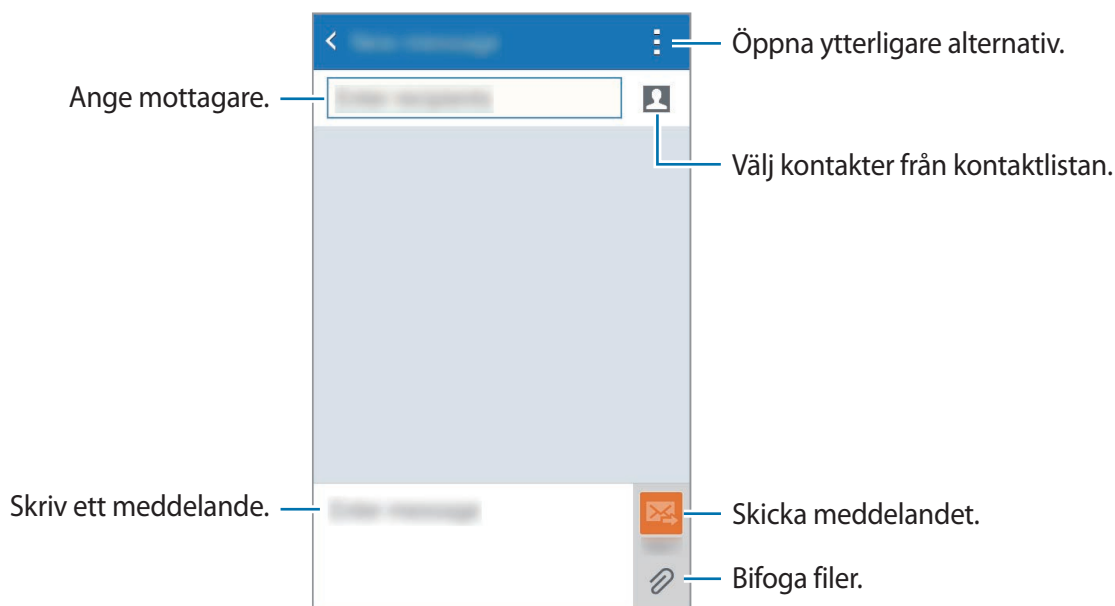 Öppna ytterligare alternativ.
Ange mottagare.
Välj kontakter från kontaktlistan.
Skriv ett meddelande.
Skicka meddelandet.
Bifoga filer.